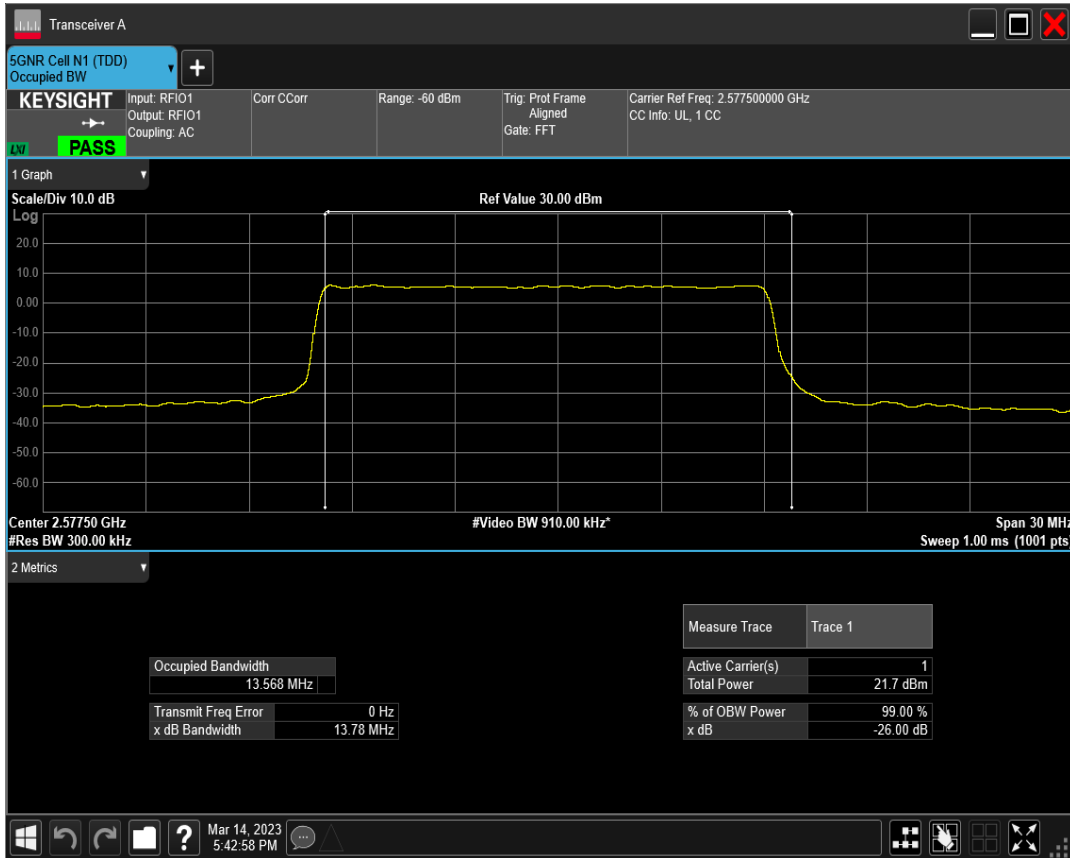 Transceiver A
5GNR Cell N1 (TDD)
Occupied BW
+
KEYSIGHT
LXI
PASS
Input: RFIO1
Output: RFIO1
Coupling: AC
Corr CCorr
Range: -60 dBm
Trig: Prot Frame
Aligned
Gate: FFT
Carrier Ref Freq: 2.577500000 GHz
CC Info: UL, 1 CC
1 Graph
Scale/Div 10.0 dB
Ref Value 30.00 dBm
Log
20.0
10.0
0.00
-10.0
-20.0
-30.0
-40.0
-50.0
-60.0
Center 2.57750 GHz
#Video BW 910.00 kHz*
Span 30 MHz
#Res BW 300.00 kHz
Sweep 1.00 ms (1001 pts)
2 Metrics
Measure Trace Trace 1
Occupied Bandwidth
13.568 MHz
Active Carrier(s) 1
Total Power 21.7 dBm
Transmit Freq Error 0 Hz
x dB Bandwidth 13.78 MHz
% of OBW Power 99.00 %
x dB -26.00 dB
?
Mar 14, 2023
5:42:58 PM